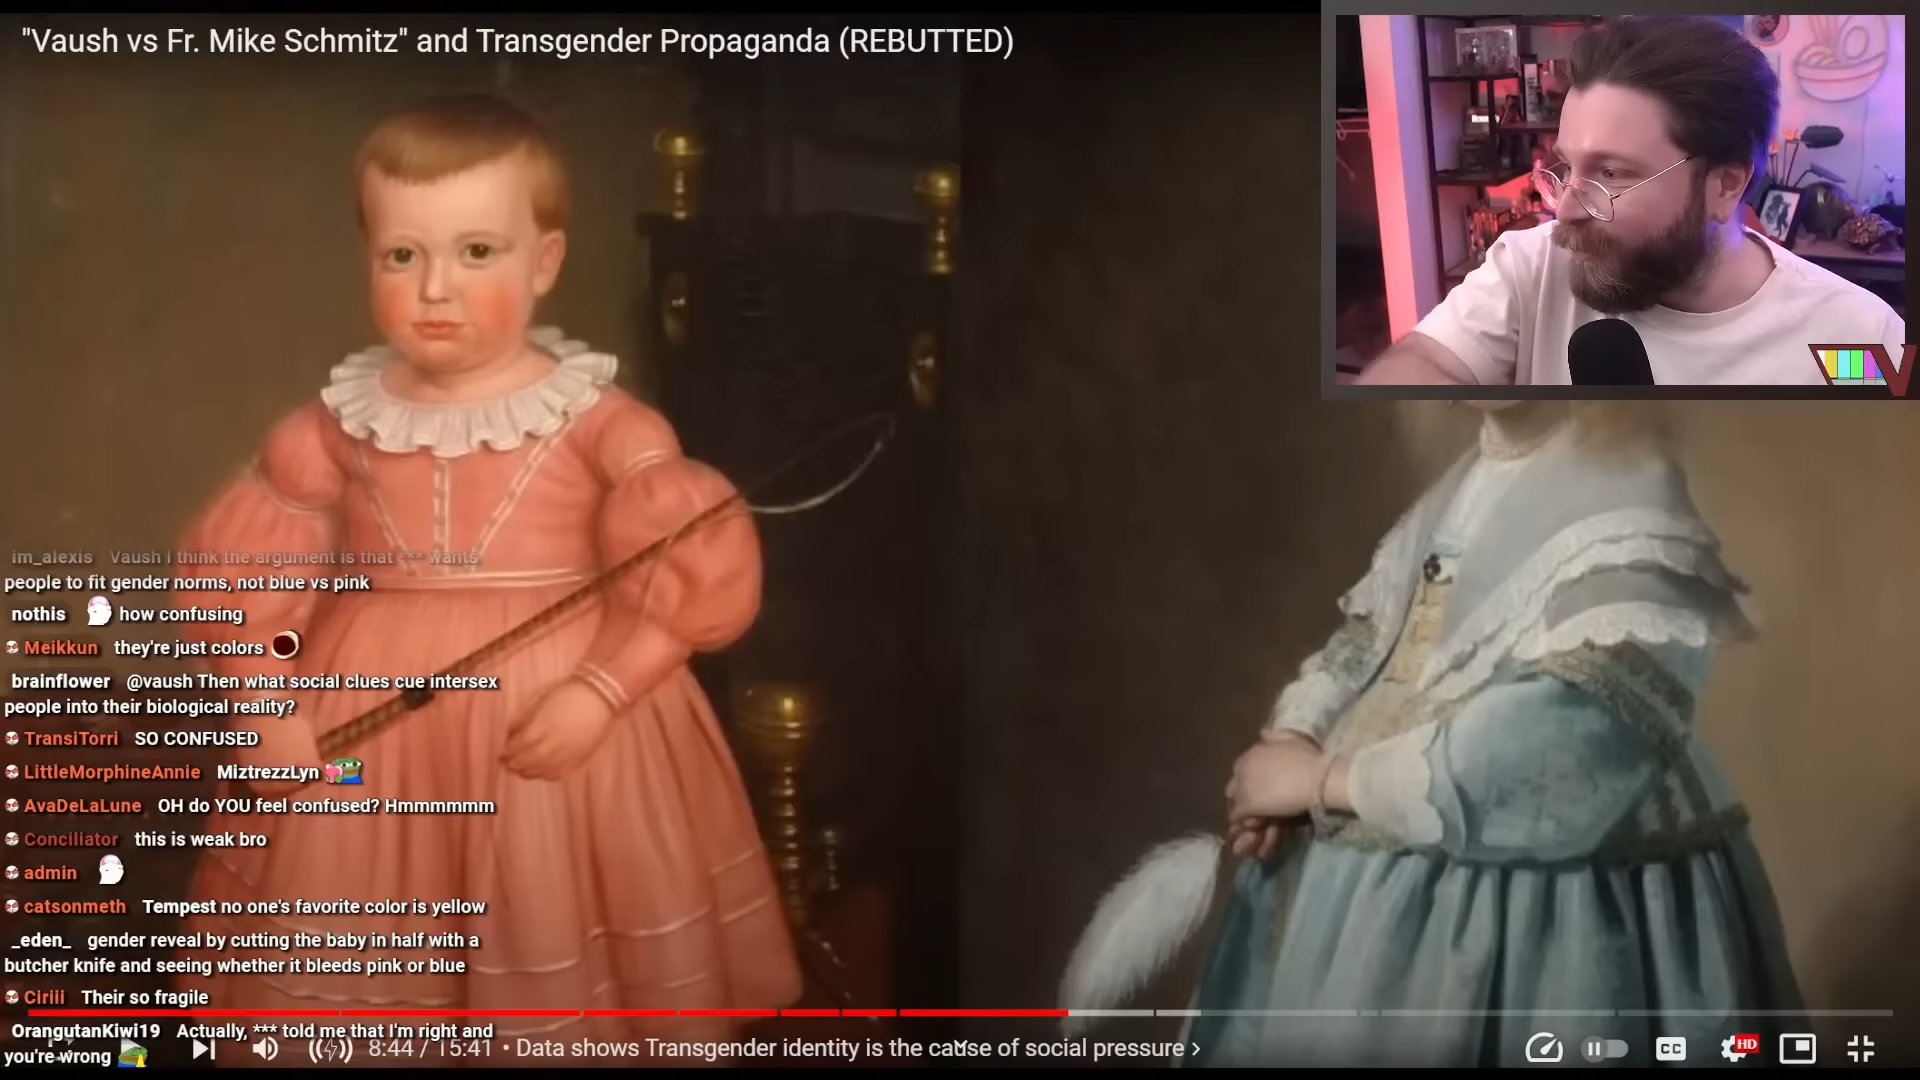 "Vaush vs Fr. Mike Schmitz" and Transgender Propaganda (REBUTTED)
im_alexis Vaush I think the argument is that *** wants
people to fit gender norms, not blue vs pink
nothis how confusing
Meikkun they're just colors
brainflower @vaush Then what social clues cue intersex
people into their biological reality?
TransiTorri SO CONFUSED
LittleMorphineAnnie MiztrezzLyn
AvaDeLaLune OH do YOU feel confused? Hmmmmmm
Conciliator this is weak bro
admin
catsonmeth Tempest no one's favorite color is yellow
_eden_ gender reveal by cutting the baby in half with a
butcher knife and seeing whether it bleeds pink or blue
Ciriii Their so fragile
OrangutanKiwi19 Actually, *** told me that I'm right and
you're wrong
8:44 / 15:41 • Data shows Transgender identity is the cause of social pressure ›
CC
HD
V